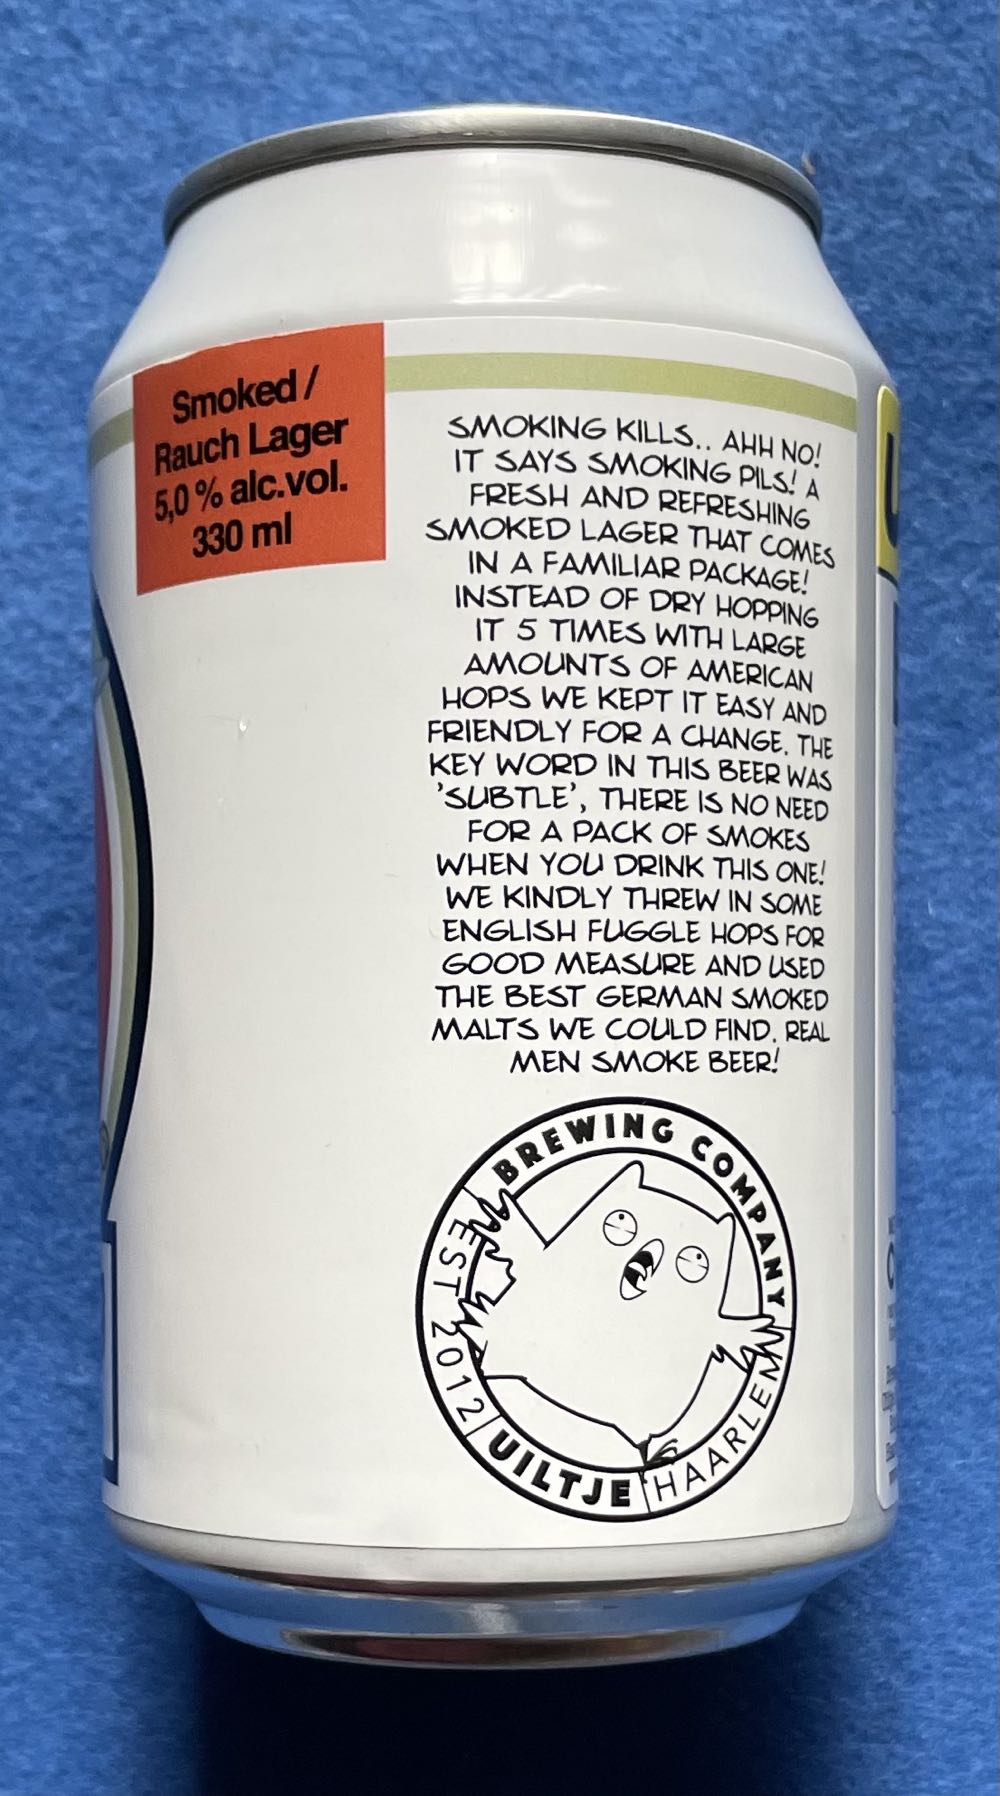 Smoked /
Rauch Lager
5,0 % alc.vol.
330 ml
SMOKING KILLS.. AHH NO!
IT SAYS SMOKING PILS! A
FRESH AND REFRESHING
SMOKED LAGER THAT COMES
IN A FAMILIAR PACKAGE!
INSTEAD OF DRY HOPPING
IT 5 TIMES WITH LARGE
AMOUNTS OF AMERICAN
HOPS WE KEPT IT EASY AND
FRIENDLY FOR A CHANGE. THE
KEY WORD IN THIS BEER WAS
'SUBTLE', THERE IS NO NEED
FOR A PACK OF SMOKES
WHEN YOU DRINK THIS ONE!
WE KINDLY THREW IN SOME
ENGLISH FUGGLE HOPS FOR
GOOD MEASURE AND USED
THE BEST GERMAN SMOKED
MALTS WE COULD FIND. REAL
MEN SMOKE BEER!
BREWING COMPANY
EST 2012
UILTJE
HAARLEM